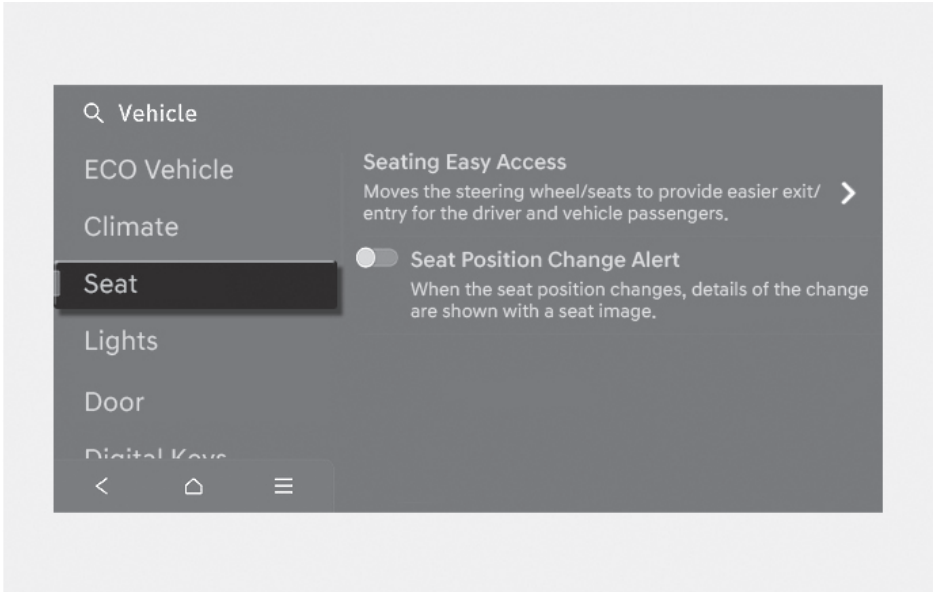 Vehicle
ECO Vehicle
Climate
Seat
Lights
Door
Digital Keys
Seating Easy Access
Moves the steering wheel/seats to provide easier exit/
entry for the driver and vehicle passengers.
Seat Position Change Alert
When the seat position changes, details of the change
are shown with a seat image.